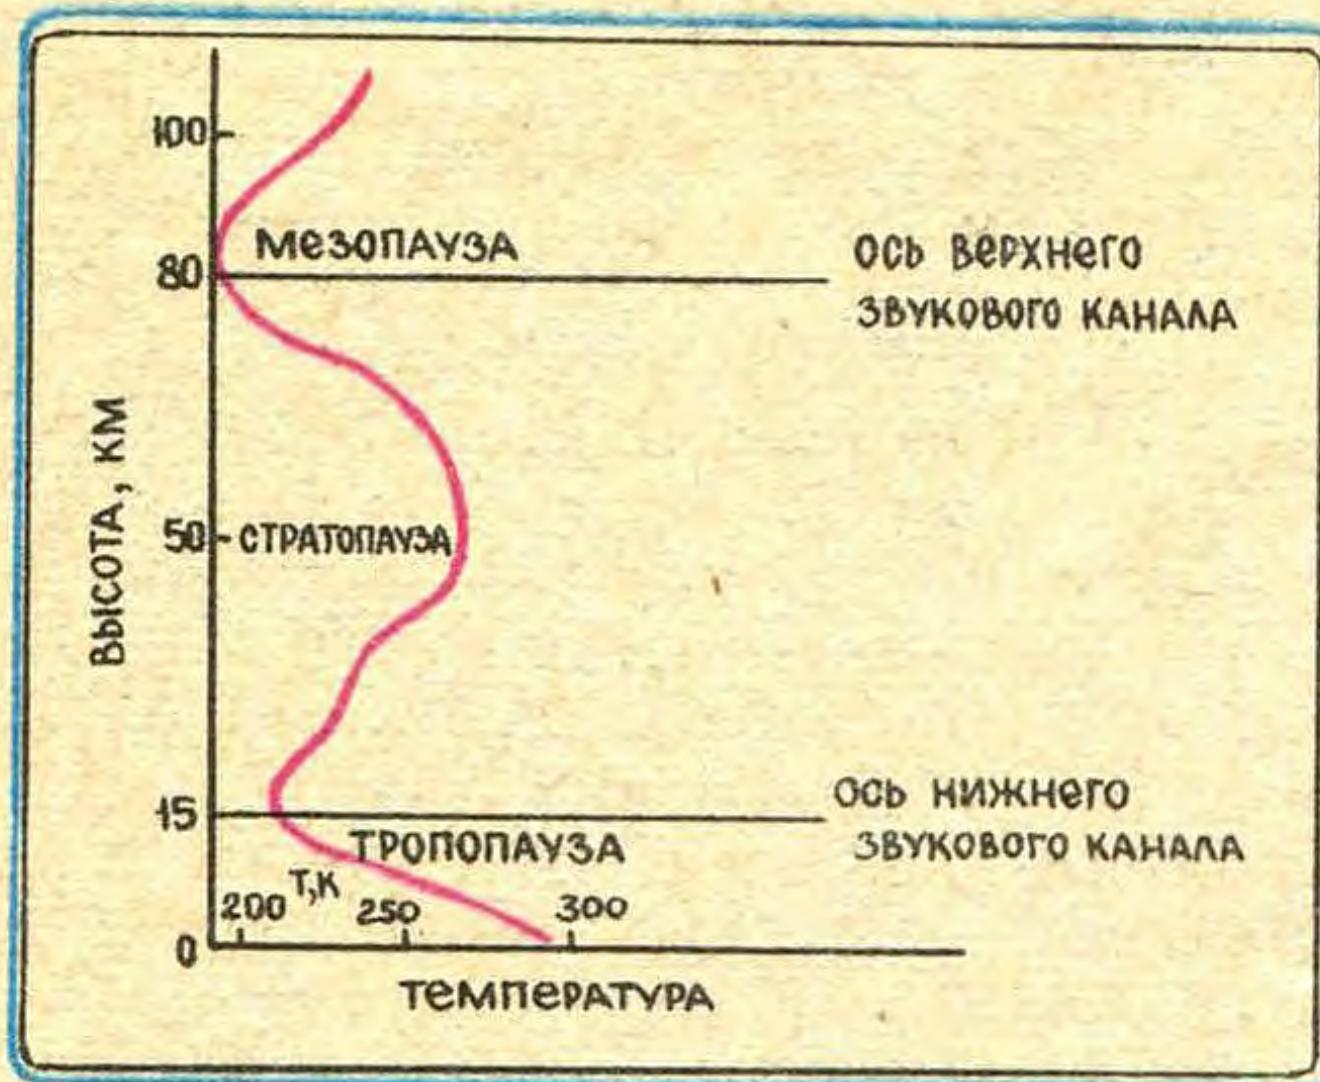 100
МЕЗОПАУЗА
ОСЬ ВЕРХНЕГО
80
ЗВУКОВОГО КАНАЛА
ВЫСОТА, КМ
50
СТРАТОПАУЗА
ОСЬ НИЖНЕГО
15
ЗВУКОВОГО КАНАЛА
ТРОПОПАУЗА
200 Т,К 250 300
0
ТЕМПЕРАТУРА